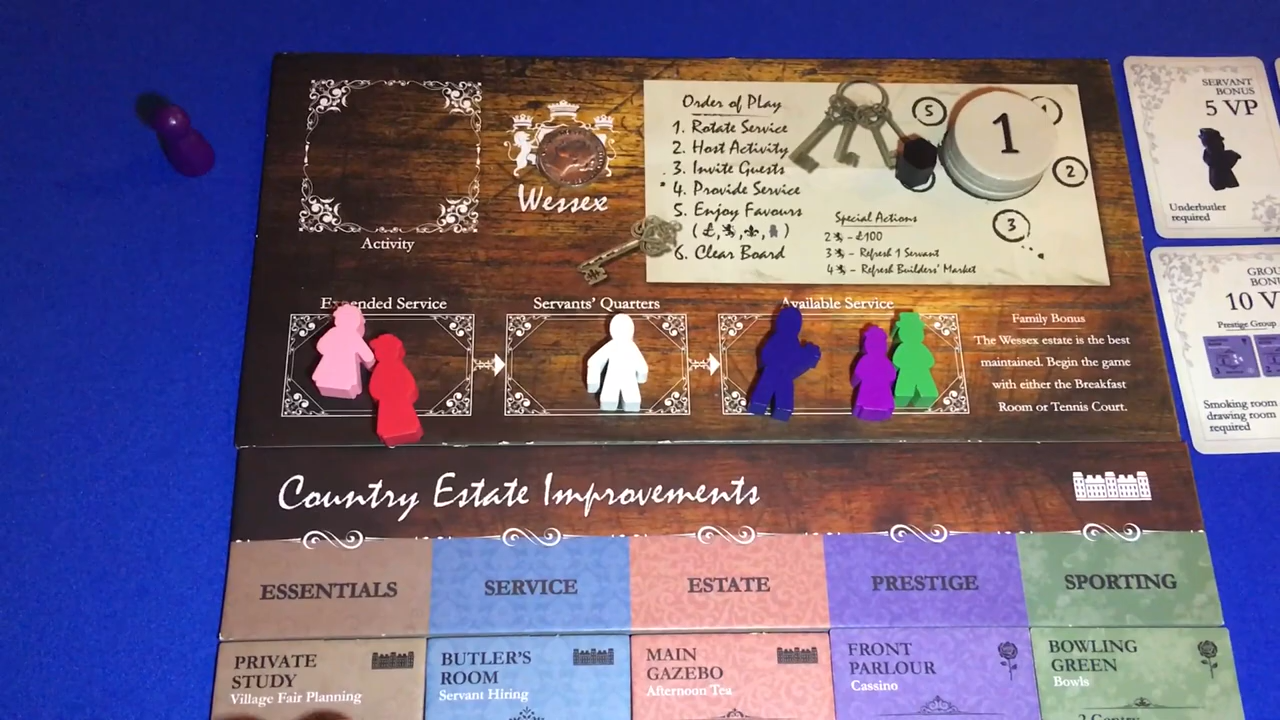 Activity
Wessex
Order of Play
1. Rotate Service
2. Host Activity
3. Invite Guests
4. Provide Service
5. Enjoy Favours
(£, , , )
6. Clear Board
Special Actions
2 - £100
3 - Refresh 1 Servant
4 - Refresh Builders' Market
5
1
1
2
3
Expended Service
Servants' Quarters
Available Service
Family Bonus
The Wessex estate is the best
maintained. Begin the game
with either the Breakfast
Room or Tennis Court.
SERVANT
BONUS
5 VP
Underbutler
required
10 V
Smoking room
drawing room
required
Country Estate Improvements
ESSENTIALS
SERVICE
ESTATE
PRESTIGE
SPORTING
PRIVATE
STUDY
Village Fair Planning
BUTLER'S
ROOM
Servant Hiring
MAIN
GAZEBO
Afternoon Tea
FRONT
PARLOUR
Cassino
BOWLING
GREEN
Bowls